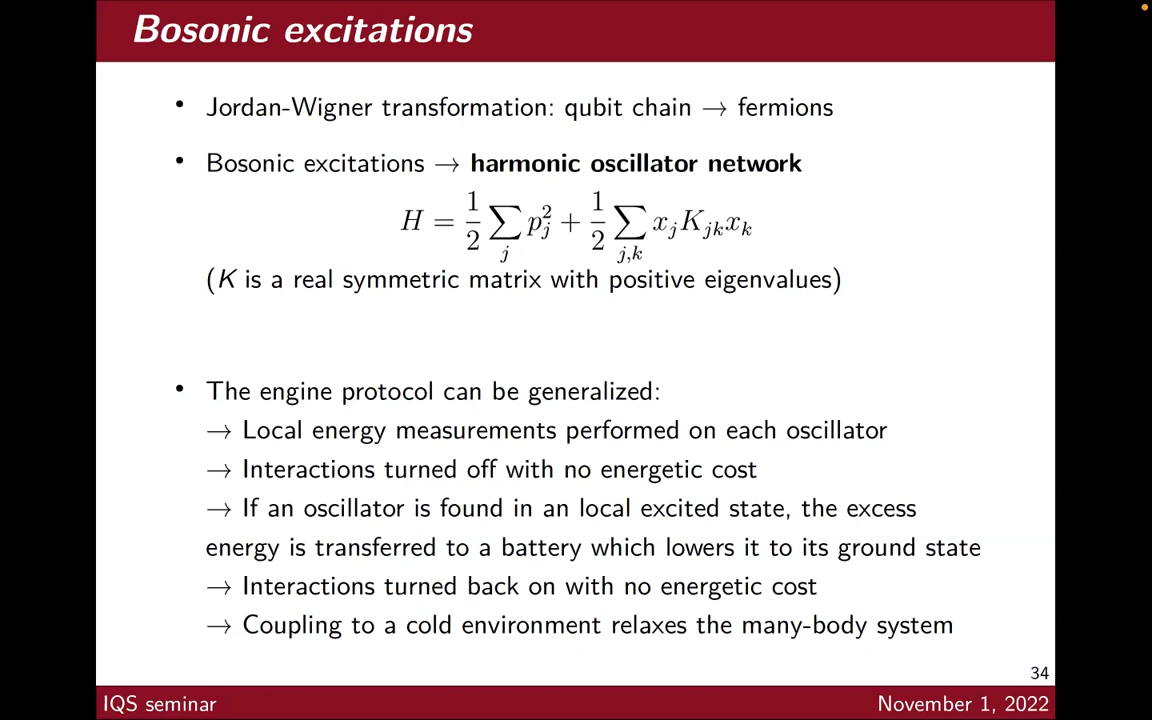 Bosonic excitations
• Jordan-Wigner transformation: qubit chain → fermions
• Bosonic excitations → harmonic oscillator network
H = \frac{1}{2} \sum_{j} p_j^2 + \frac{1}{2} \sum_{j,k} x_j K_{jk} x_k
(K is a real symmetric matrix with positive eigenvalues)
• The engine protocol can be generalized:
→ Local energy measurements performed on each oscillator
→ Interactions turned off with no energetic cost
→ If an oscillator is found in an local excited state, the excess
energy is transferred to a battery which lowers it to its ground state
→ Interactions turned back on with no energetic cost
→ Coupling to a cold environment relaxes the many-body system
34
IQS seminar
November 1, 2022